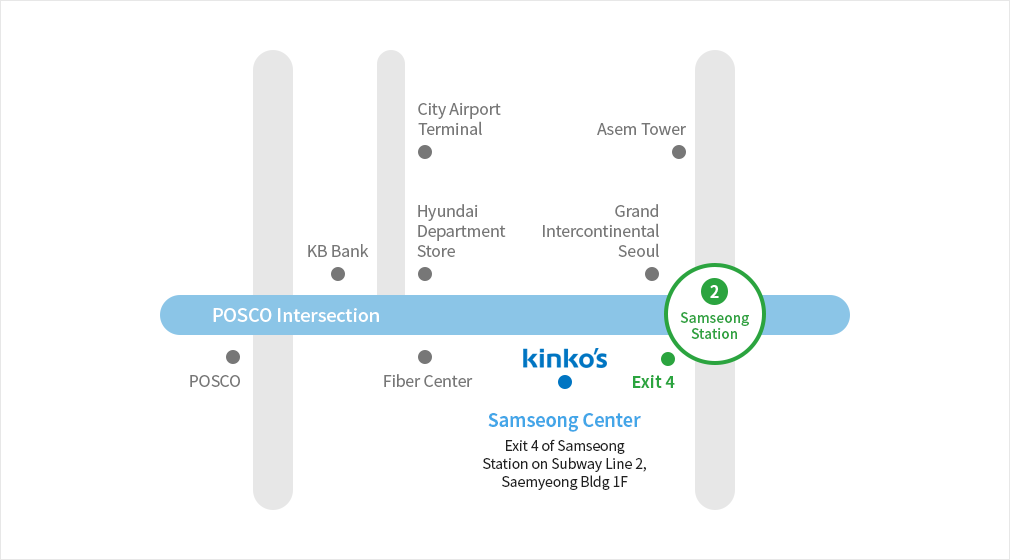 City Airport
Terminal
Asem Tower
Hyundai
Department
Store
Grand
Intercontinental
Seoul
KB Bank
2
Samseong
Station
POSCO Intersection
POSCO
Fiber Center
kinko's
Exit 4
Samseong Center
Exit 4 of Samseong
Station on Subway Line 2,
Saemyeong Bldg 1F